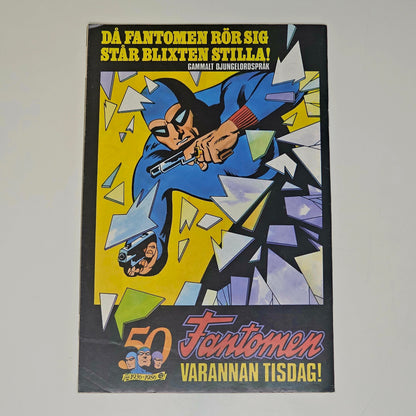 DÅ FANTOMEN RÖR SIG
STÅR BLIXTEN STILLA!
GAMMALT DJUNGELORDSPRÅK
50
Fantomen
VARANNAN TISDAG!